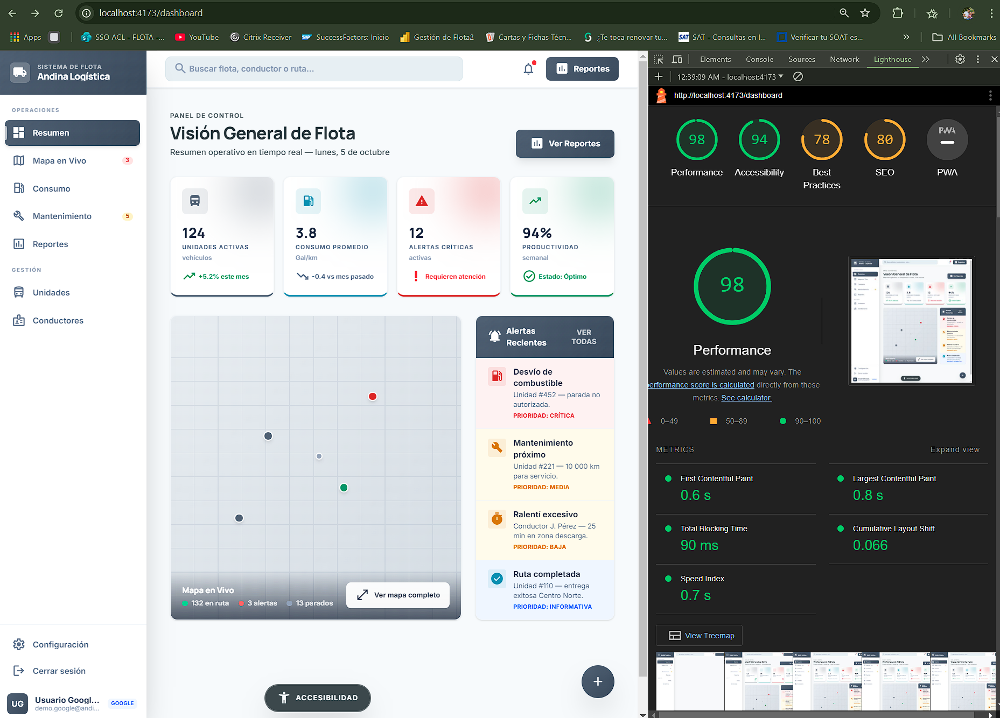 localhost:4173/dashboard
Apps
SSO ACL - FLOTA -...
YouTube
Citrix Receiver
SuccessFactors: Inicio
Gestión de Flota2
Cartas y Fichas Técn...
¿Te toca renovar tu...
SAT - Consultas en l...
Verificar tu SOAT es...
All Bookmarks
SISTEMA DE FLOTA
Andina Logística
OPERACIONES
Resumen
Mapa en Vivo 3
Consumo
Mantenimiento 5
Reportes
GESTIÓN
Unidades
Conductores
Configuración
Cerrar sesión
UG
Usuario Googl...
demo.google@andi...
GOOGLE
Buscar flota, conductor o ruta...
Reportes
PANEL DE CONTROL
Visión General de Flota
Resumen operativo en tiempo real — lunes, 5 de octubre
Ver Reportes
124
UNIDADES ACTIVAS
vehículos
+5.2% este mes
3.8
CONSUMO PROMEDIO
Gal/km
-0.4 vs mes pasado
12
ALERTAS CRÍTICAS
activas
Requieren atención
94%
PRODUCTIVIDAD
semanal
Estado: Óptimo
Mapa en Vivo
132 en ruta 3 alertas 13 parados
Ver mapa completo
Alertas
Recientes
VER
TODAS
Desvío de
combustible
Unidad #452 — parada no
autorizada.
PRIORIDAD: CRÍTICA
Mantenimiento
próximo
Unidad #221 — 10 000 km
para servicio.
PRIORIDAD: MEDIA
Ralentí excesivo
Conductor J. Pérez — 25
min en zona descarga.
PRIORIDAD: BAJA
Ruta completada
Unidad #110 — entrega
exitosa Centro Norte.
PRIORIDAD: INFORMATIVA
ACCESIBILIDAD
Elements Console Sources Network Lighthouse
12:39:09 AM - localhost:4173
http://localhost:4173/dashboard
98
Performance
94
Accessibility
78
Best
Practices
80
SEO
PWA
PWA
98
Performance
Values are estimated and may vary. The
performance score is calculated directly from these
metrics. See calculator.
0–49 50–89 90–100
METRICS
Expand view
First Contentful Paint
0.6 s
Largest Contentful Paint
0.8 s
Total Blocking Time
90 ms
Cumulative Layout Shift
0.066
Speed Index
0.7 s
View Treemap